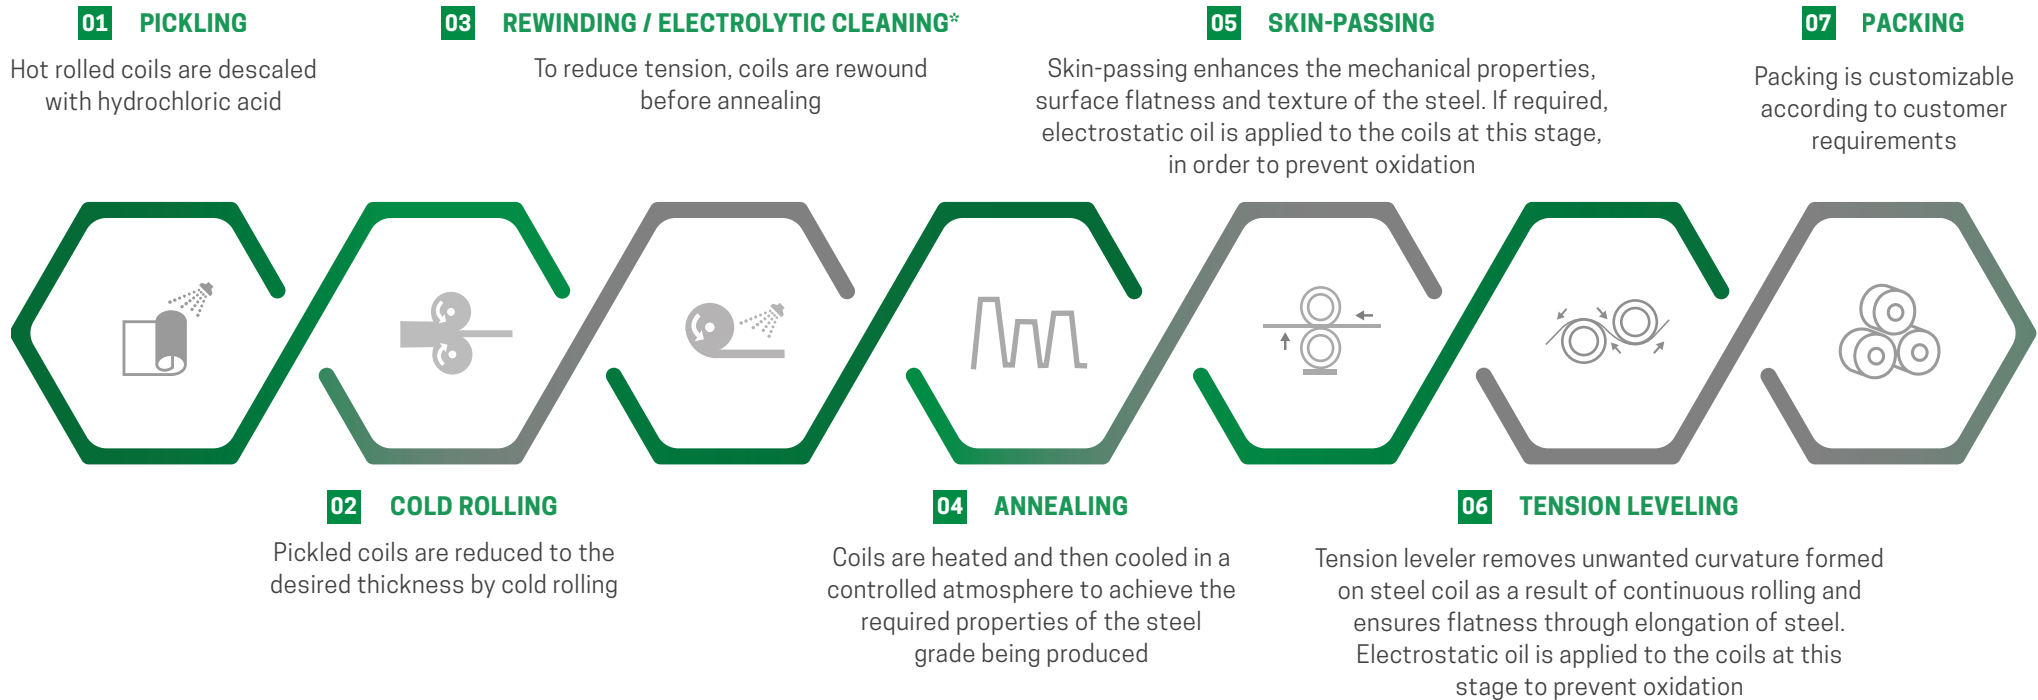 01 PICKLING
Hot rolled coils are descaled
with hydrochloric acid
02 COLD ROLLING
Pickled coils are reduced to the
desired thickness by cold rolling
03 REWINDING / ELECTROLYTIC CLEANING*
To reduce tension, coils are rewound
before annealing
04 ANNEALING
Coils are heated and then cooled in a
controlled atmosphere to achieve the
required properties of the steel
grade being produced
05 SKIN-PASSING
Skin-passing enhances the mechanical properties,
surface flatness and texture of the steel. If required,
electrostatic oil is applied to the coils at this stage,
in order to prevent oxidation
06 TENSION LEVELING
Tension leveler removes unwanted curvature formed
on steel coil as a result of continuous rolling and
ensures flatness through elongation of steel.
Electrostatic oil is applied to the coils at this
stage to prevent oxidation
07 PACKING
Packing is customizable
according to customer
requirements